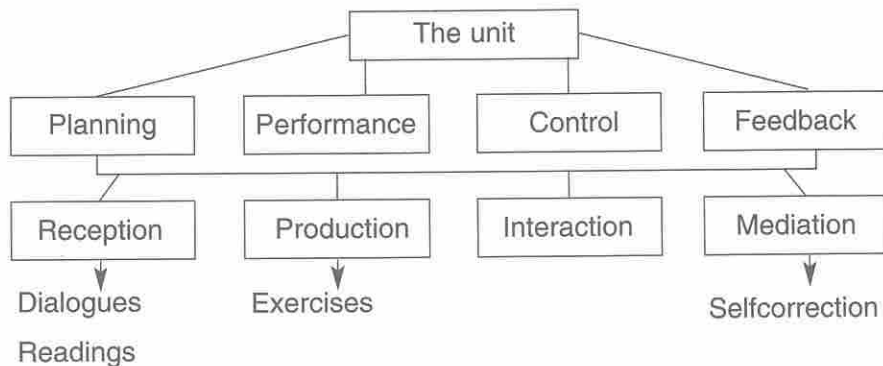 The unit
Planning
Performance
Control
Feedback
Reception
Production
Interaction
Mediation
Dialogues
Exercises
Selfcorrection
Readings